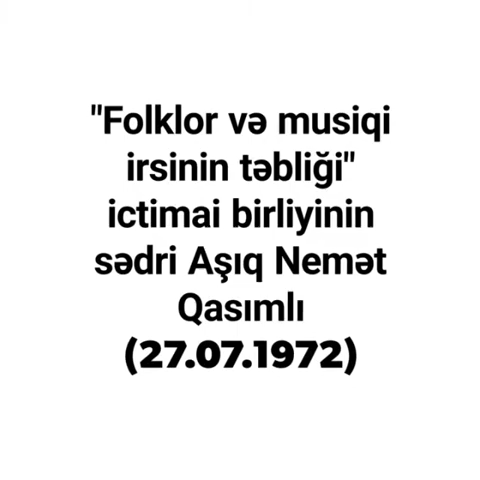 "Folklor və musiqi
irsinin təbliği"
ictimai birliyinin
sədri Aşıq Nemət
Qasımlı
(27.07.1972)